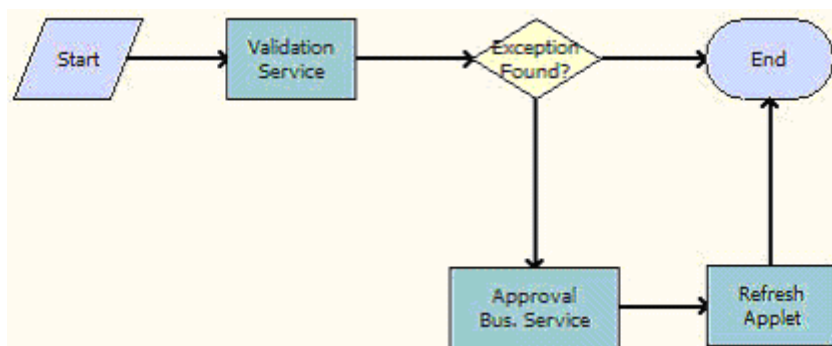 Start
Validation
Service
Exception
Found?
End
Approval
Bus. Service
Refresh
Applet